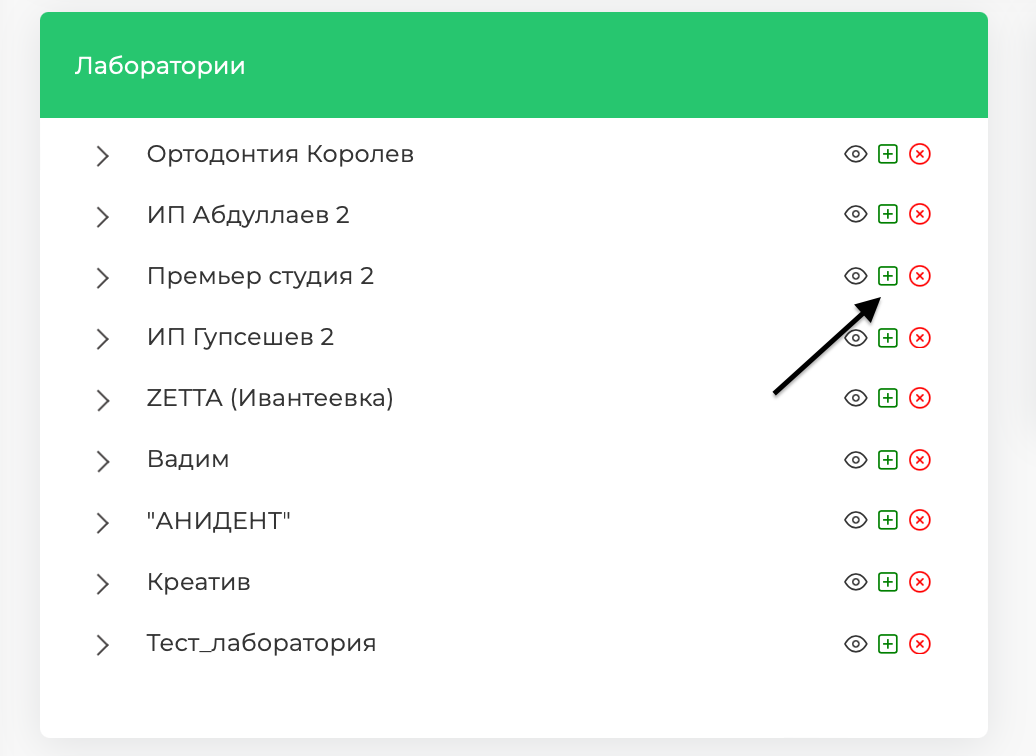 Лаборатории
Ортодонтия Королев
ИП Абдуллаев 2
Премьер студия 2
ИП Гупсешев 2
ZETTA (Ивантеевка)
Вадим
"АНИДЕНТ"
Креатив
Тест_лаборатория